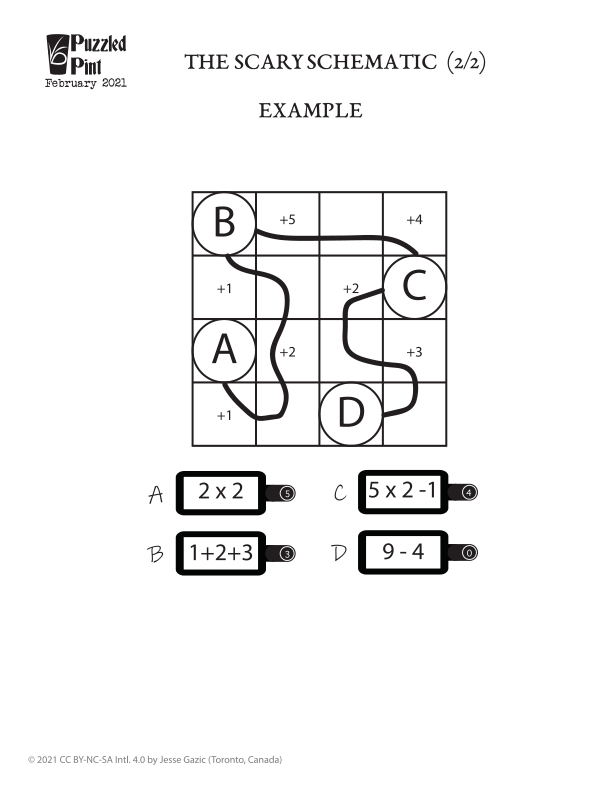 Puzzled
Pint
February 2021
THE SCARY SCHEMATIC (2/2)
EXAMPLE
B +5 +4
+1 +2 C
A +2 +3
+1 D
A 2 x 2 5 C 5 x 2 -1 4
B 1+2+3 3 D 9 - 4 0
© 2021 CC BY-NC-SA Intl. 4.0 by Jesse Gazic (Toronto, Canada)